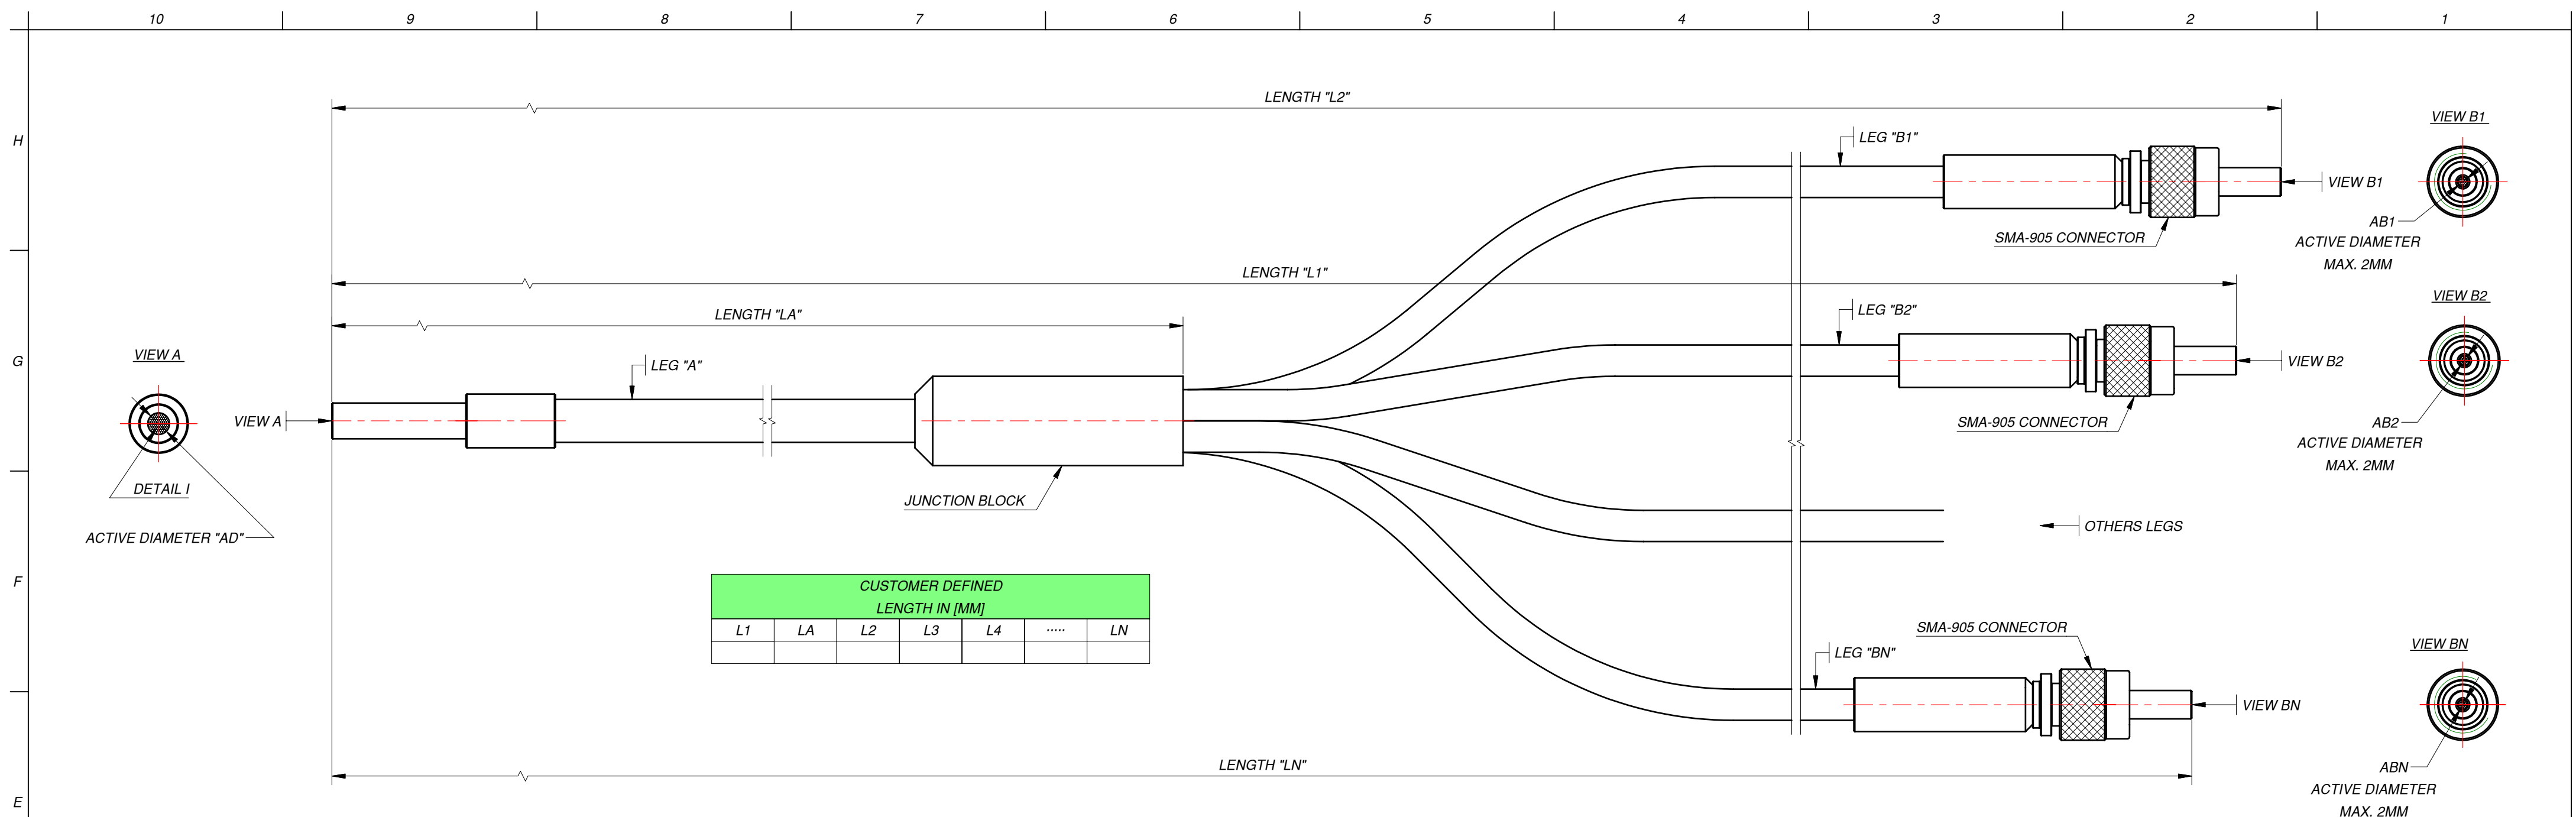 10 9 8 7 6 5 4 3 2 1
LENGTH "L2"
H
LEG "B1"
VIEW B1
VIEW B1
AB1
ACTIVE DIAMETER
MAX. 2MM
SMA-905 CONNECTOR
LENGTH "L1"
LENGTH "LA"
LEG "B2"
VIEW B2
G
VIEW A
LEG "A"
VIEW B2
VIEW A
SMA-905 CONNECTOR
AB2
ACTIVE DIAMETER
MAX. 2MM
DETAIL I
JUNCTION BLOCK
ACTIVE DIAMETER "AD"
OTHERS LEGS
F
CUSTOMER DEFINED
LENGTH IN [MM]
L1 LA L2 L3 L4 ..... LN
SMA-905 CONNECTOR
LEG "BN"
VIEW BN
VIEW BN
LENGTH "LN"
ABN
ACTIVE DIAMETER
MAX. 2MM
E